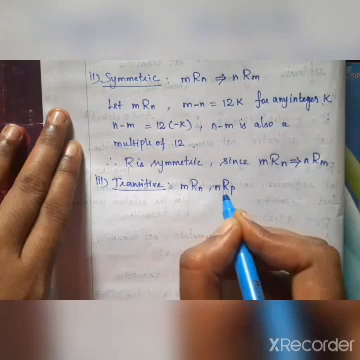 II) Symmetric : mRn ⇒ nRm
Let mRn , m-n = 12K for any integer K
n-m = 12(-K) , n-m is also a
multiple of 12
∴ R is symmetric , since mRn ⇒ nRm
III) Transitive : mRn , nRp
XRecorder